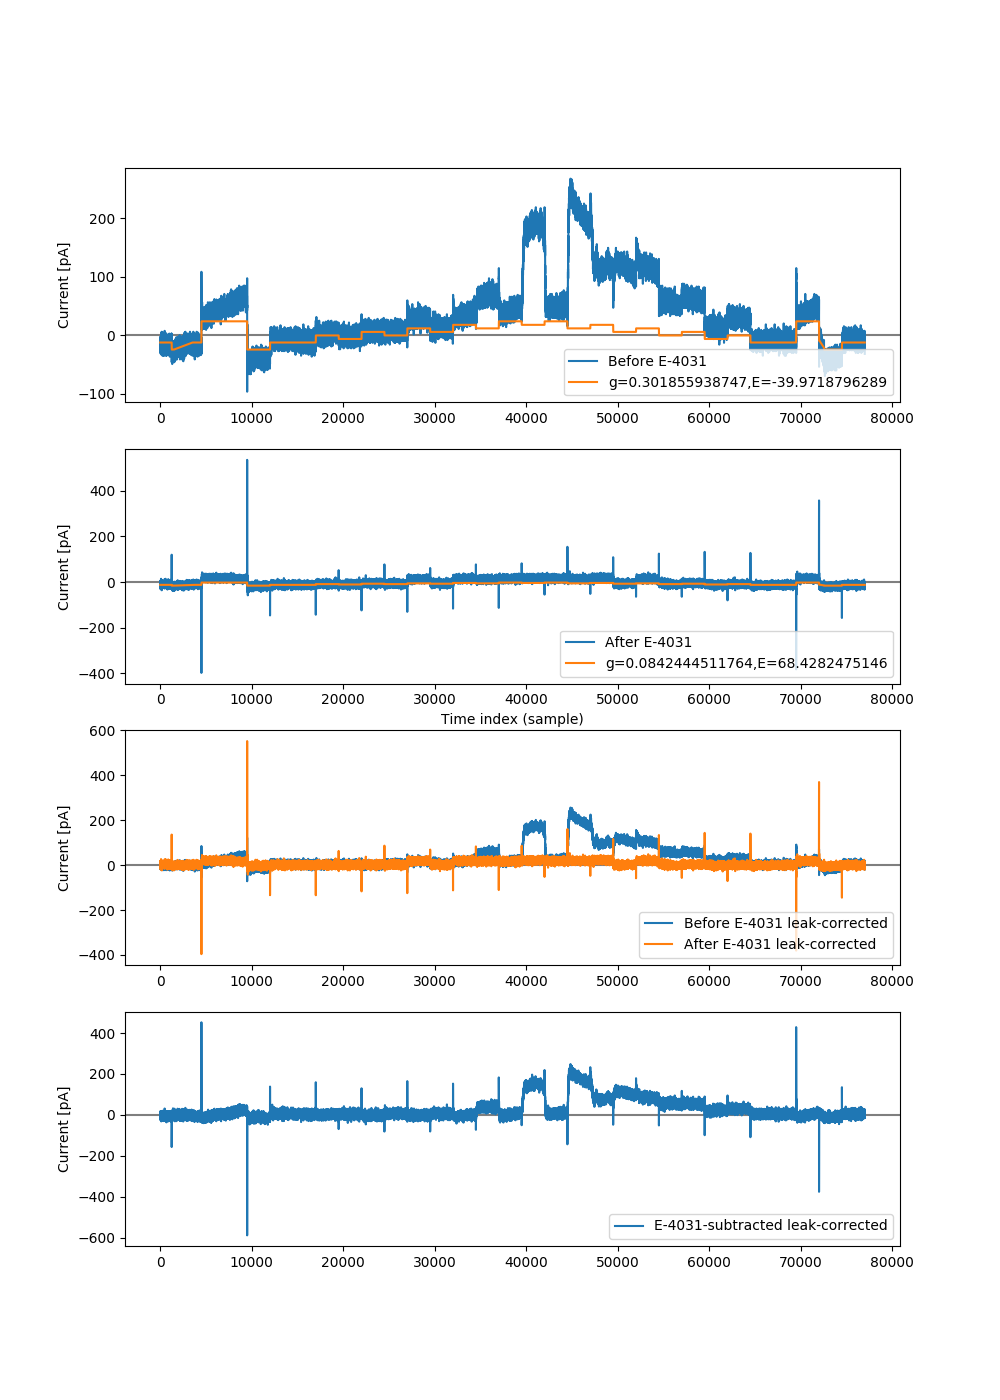 Current [pA]
200
100
0
−100
Before E-4031
g=0.301855938747,E=-39.9718796289
0 10000 20000 30000 40000 50000 60000 70000 80000
Current [pA]
400
200
0
−200
−400
After E-4031
g=0.0842444511764,E=68.4282475146
0 10000 20000 30000 40000 50000 60000 70000 80000
Time index (sample)
Current [pA]
600
400
200
0
−200
−400
Before E-4031 leak-corrected
After E-4031 leak-corrected
0 10000 20000 30000 40000 50000 60000 70000 80000
Current [pA]
400
200
0
−200
−400
−600
E-4031-subtracted leak-corrected
0 10000 20000 30000 40000 50000 60000 70000 80000